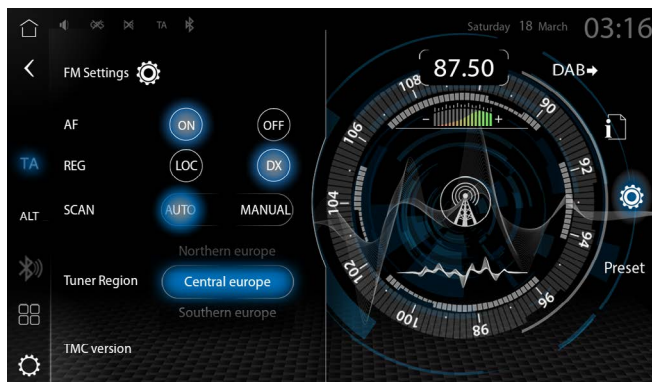 TA
Saturday 18 March 03:16
FM Settings
87.50
DAB
AF ON OFF
TA REG LOC DX
ALT SCAN AUTO MANUAL
Northern europe
Tuner Region Central europe
Southern europe
TMC version
Preset
i
- +
108
90
92
94
96
98
100
102
104
106